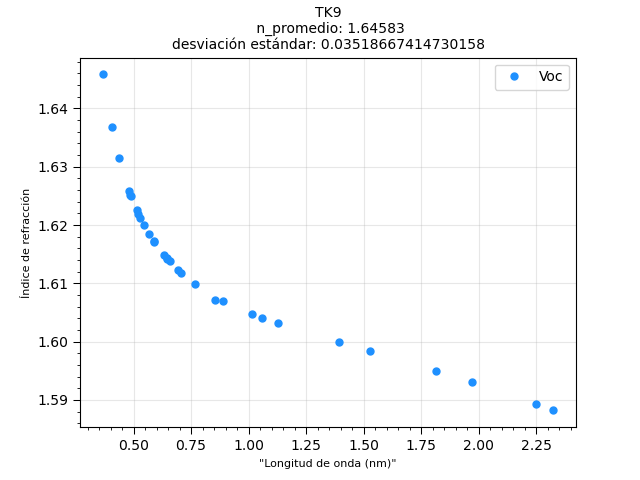 TK9
n_promedio: 1.64583
desviación estándar: 0.03518667414730158
Voc
1.64
1.63
1.62
1.61
1.60
1.59
Índice de refracción
0.50 0.75 1.00 1.25 1.50 1.75 2.00 2.25
"Longitud de onda (nm)"